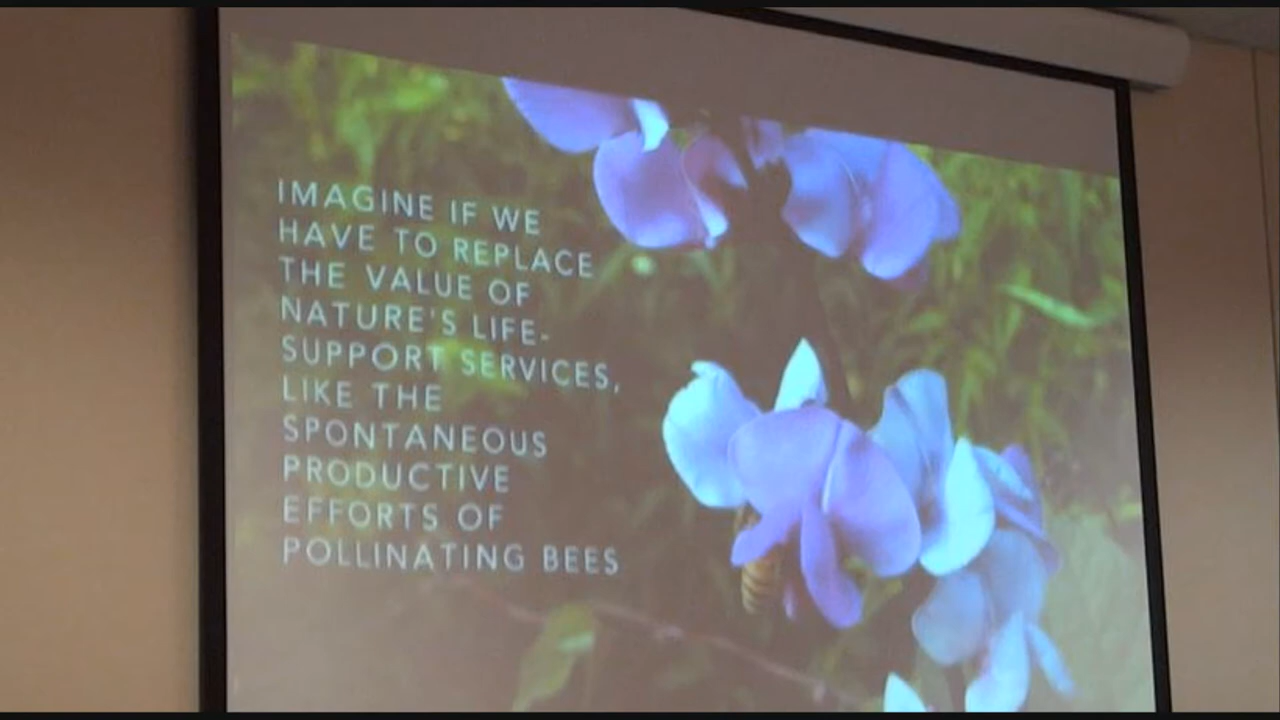 IMAGINE IF WE
HAVE TO REPLACE
THE VALUE OF
NATURE'S LIFE-
SUPPORT SERVICES,
LIKE THE
SPONTANEOUS
PRODUCTIVE
EFFORTS OF
POLLINATING BEES